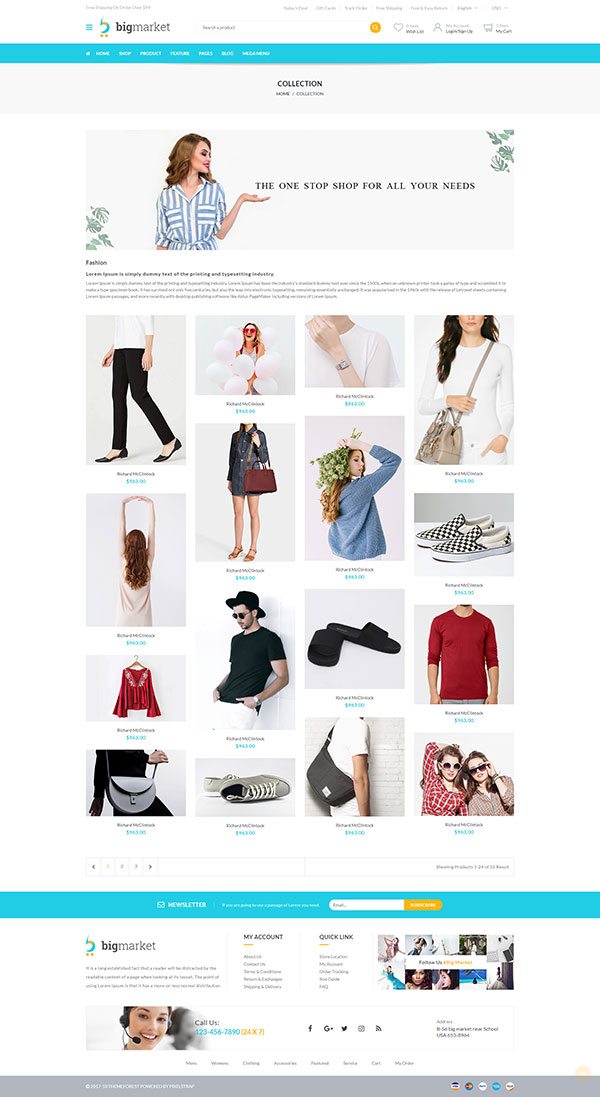 Free Shipping On Order Over $99
Today's Deal Gift Cards Track Order Free Shipping Free & Easy Return English USD
bigmarket
Search a product
0 item
Wish List
My Account
Login/Sign Up
My Cart
HOME SHOP PRODUCT FEATURE PAGES BLOG MEGA MENU
COLLECTION
HOME / COLLECTION
THE ONE STOP SHOP FOR ALL YOUR NEEDS
Fashion
Lorem Ipsum is simply dummy text of the printing and typesetting industry.
Lorem Ipsum is simply dummy text of the printing and typesetting industry. Lorem Ipsum has been the industry's standard dummy text ever since the 1500s, when an unknown printer took a galley of type and scrambled it to
make a type specimen book. It has survived not only five centuries, but also the leap into electronic typesetting, remaining essentially unchanged. It was popularised in the 1960s with the release of Letraset sheets containing
Lorem Ipsum passages, and more recently with desktop publishing software like Aldus PageMaker including versions of Lorem Ipsum.
Richard McClintock
$963.00
Richard McClintock
$963.00
Richard McClintock
$963.00
Richard McClintock
$963.00
Richard McClintock
$963.00
Richard McClintock
$963.00
Richard McClintock
$963.00
Richard McClintock
$963.00
Richard McClintock
$963.00
Richard McClintock
$963.00
Richard McClintock
$963.00
Richard McClintock
$963.00
Richard McClintock
$963.00
Richard McClintock
$963.00
Richard McClintock
$963.00
Richard McClintock
$963.00
1 2 3
Showing Products 1-24 of 10 Result
NEWSLETTER
If you are going to use a passage of Lorem you need.
Email...
SUBSCRIBE
bigmarket
It is a long established fact that a reader will be distracted by the
readable content of a page when looking at its layout. The point of
using Lorem Ipsum is that it has a more-or-less normal distribution.
MY ACCOUNT
About Us
Contact Us
Terms & Conditions
Return & Exchanges
Shipping & Delivery
QUICK LINK
Store Location
My Account
Order Tracking
Size Guide
FAQ
Follow Us #Big Market
Call Us:
123-456-7890 (24 X 7)
Address:
B-56 big market near School
USA 653-8964
Mens Womens Clothing Accessories Featured Service Cart My Order
© 2017-18 THEMEFOREST POWERED BY PIXELSTRAP